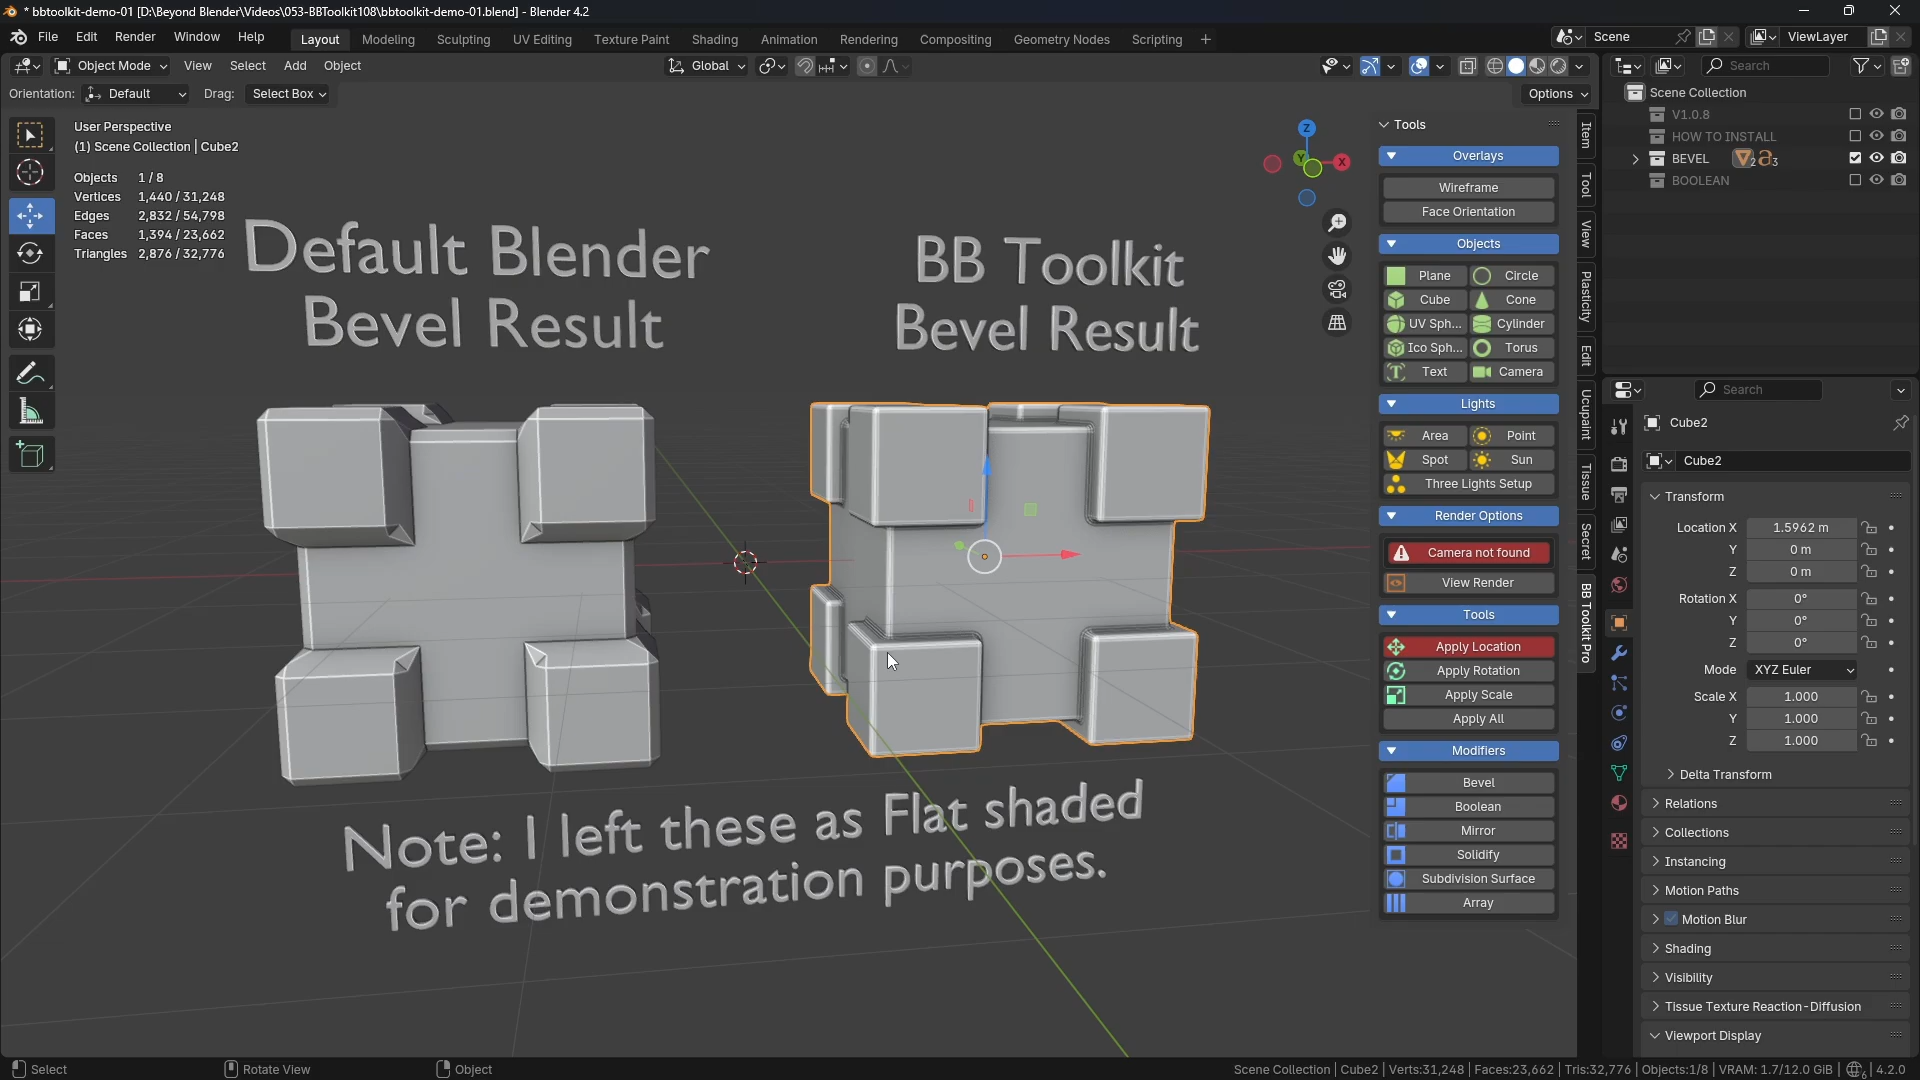 * bbtoolkit-demo-01 [D:\Beyond Blender\Videos\053-BBToolkit108\bbtoolkit-demo-01.blend] - Blender 4.2
File Edit Render Window Help Layout Modeling Sculpting UV Editing Texture Paint Shading Animation Rendering Compositing Geometry Nodes Scripting + Scene ViewLayer
Object Mode View Select Add Object Global Search
Orientation: Default Drag: Select Box Options
User Perspective
(1) Scene Collection | Cube2
Objects 1 / 8
Vertices 1,440 / 31,248
Edges 2,832 / 54,798
Faces 1,394 / 23,662
Triangles 2,876 / 32,776
Default Blender
Bevel Result
BB Toolkit
Bevel Result
Note: I left these as Flat shaded
for demonstration purposes.
Z
Y
X
Tools
Overlays
Wireframe
Face Orientation
Objects
Plane Circle
Cube Cone
UV Sph... Cylinder
Ico Sph... Torus
Text Camera
Lights
Area Point
Spot Sun
Three Lights Setup
Render Options
Camera not found
View Render
Tools
Apply Location
Apply Rotation
Apply Scale
Apply All
Modifiers
Bevel
Boolean
Mirror
Solidify
Subdivision Surface
Array
Item
Tool
View
Plasticity
Edit
Ucupaint
Tissue
Secret
BB Toolkit Pro
Scene Collection
V1.0.8
HOW TO INSTALL
BEVEL 2 3
BOOLEAN
Search
Cube2
Cube2
Transform
Location X 1.5962 m
Y 0 m
Z 0 m
Rotation X 0°
Y 0°
Z 0°
Mode XYZ Euler
Scale X 1.000
Y 1.000
Z 1.000
Delta Transform
Relations
Collections
Instancing
Motion Paths
Motion Blur
Shading
Visibility
Tissue Texture Reaction-Diffusion
Viewport Display
Select Rotate View Object Scene Collection | Cube2 | Verts:31,248 | Faces:23,662 | Tris:32,776 | Objects:1/8 | VRAM: 1.7/12.0 GiB | 4.2.0